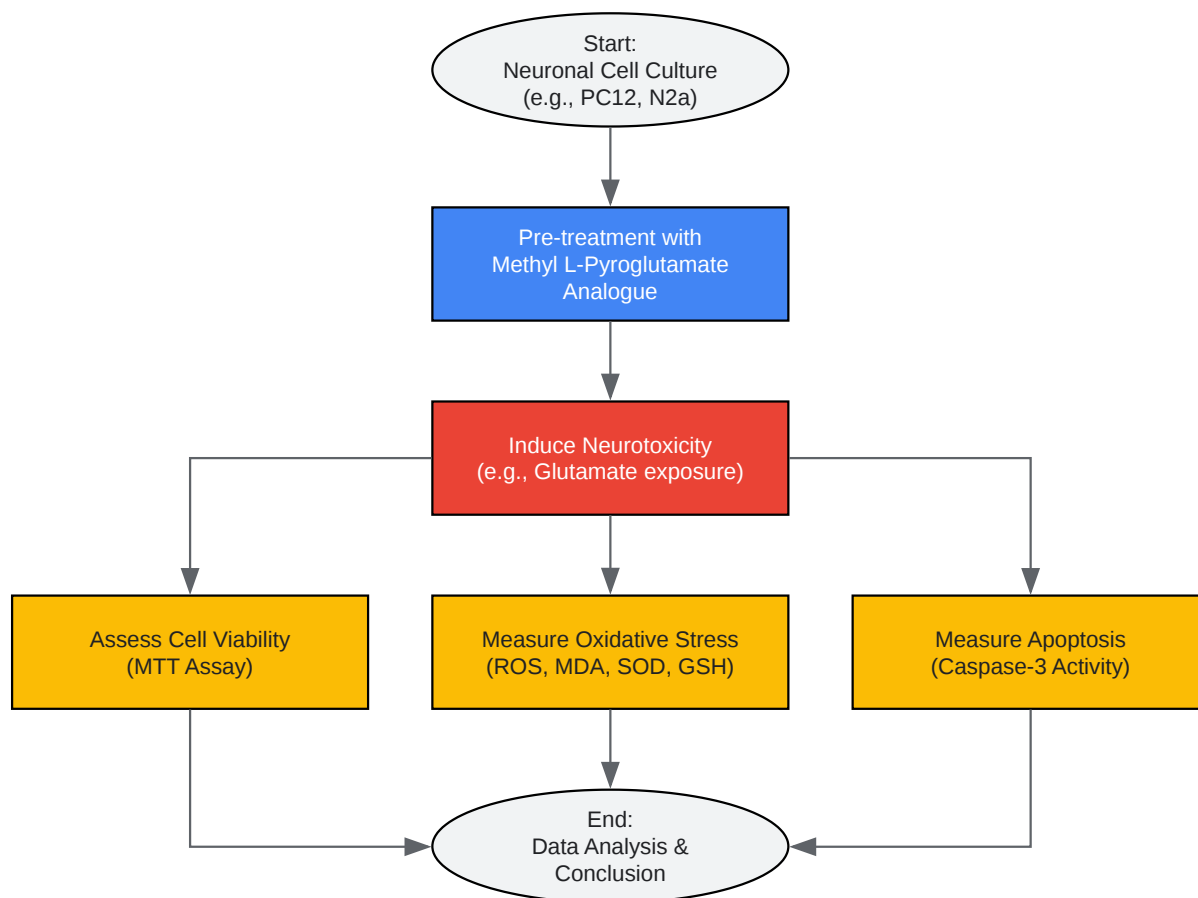 Start:
Neuronal Cell Culture
(e.g., PC12, N2a)
Pre-treatment with
Methyl L-Pyroglutamate
Analogue
Induce Neurotoxicity
(e.g., Glutamate exposure)
Assess Cell Viability
(MTT Assay)
Measure Oxidative Stress
(ROS, MDA, SOD, GSH)
Measure Apoptosis
(Caspase-3 Activity)
End:
Data Analysis &
Conclusion